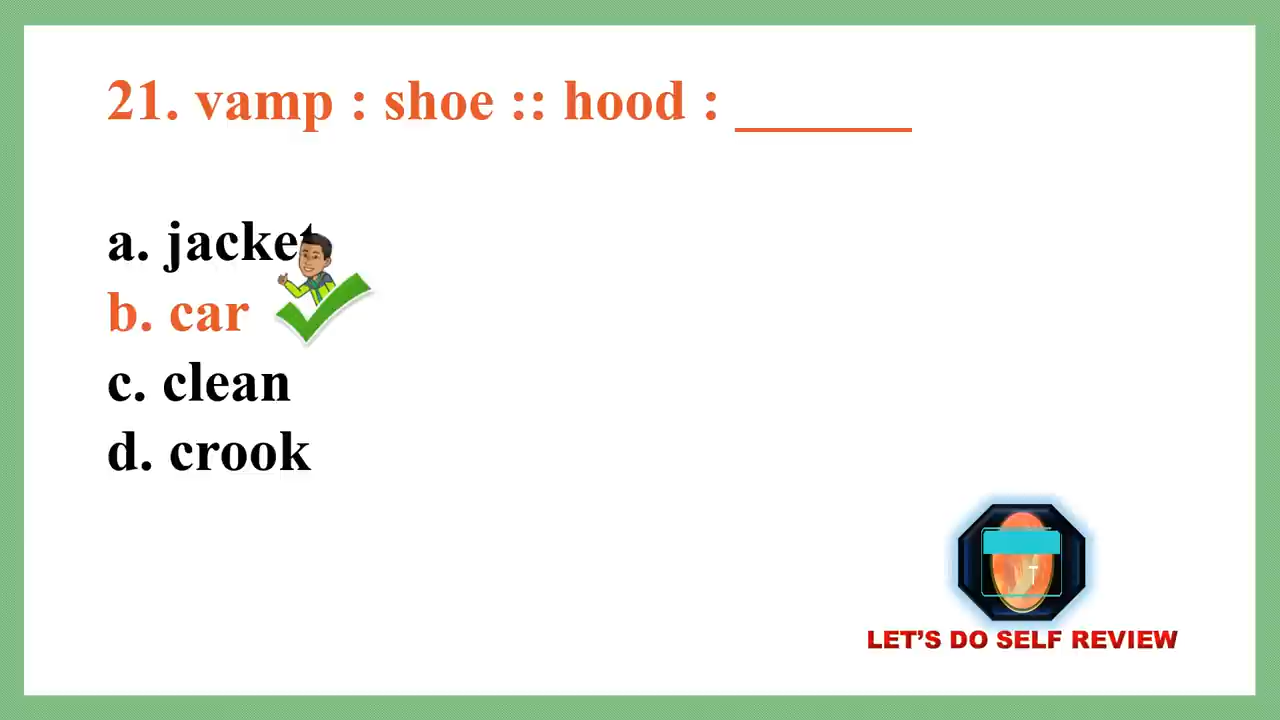 21. vamp : shoe :: hood : ______
a. jacket
b. car
c. clean
d. crook
T
LET'S DO SELF REVIEW